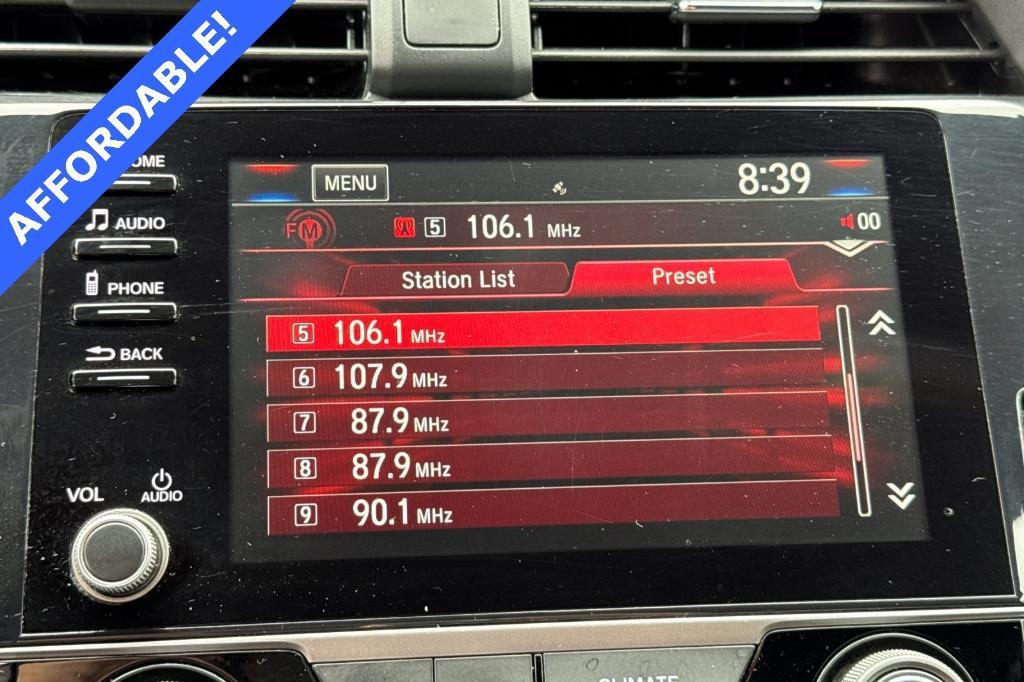 AFFORDABLE!
OME
MENU
8:39
AUDIO
FM
5 106.1 MHz
00
Station List
Preset
PHONE
5 106.1 MHz
BACK
6 107.9 MHz
7 87.9 MHz
8 87.9 MHz
VOL
AUDIO
9 90.1 MHz
CLIMATE